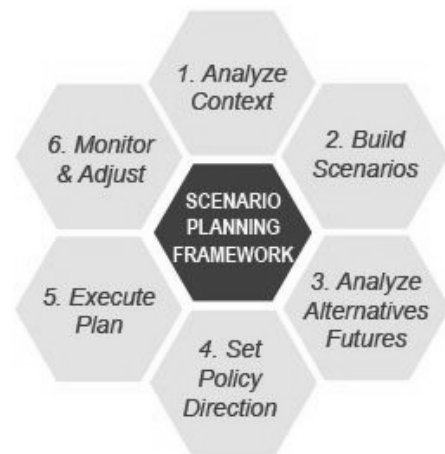 1. Analyze
Context
2. Build
Scenarios
3. Analyze
Alternatives
Futures
4. Set
Policy
Direction
5. Execute
Plan
6. Monitor
& Adjust
SCENARIO
PLANNING
FRAMEWORK